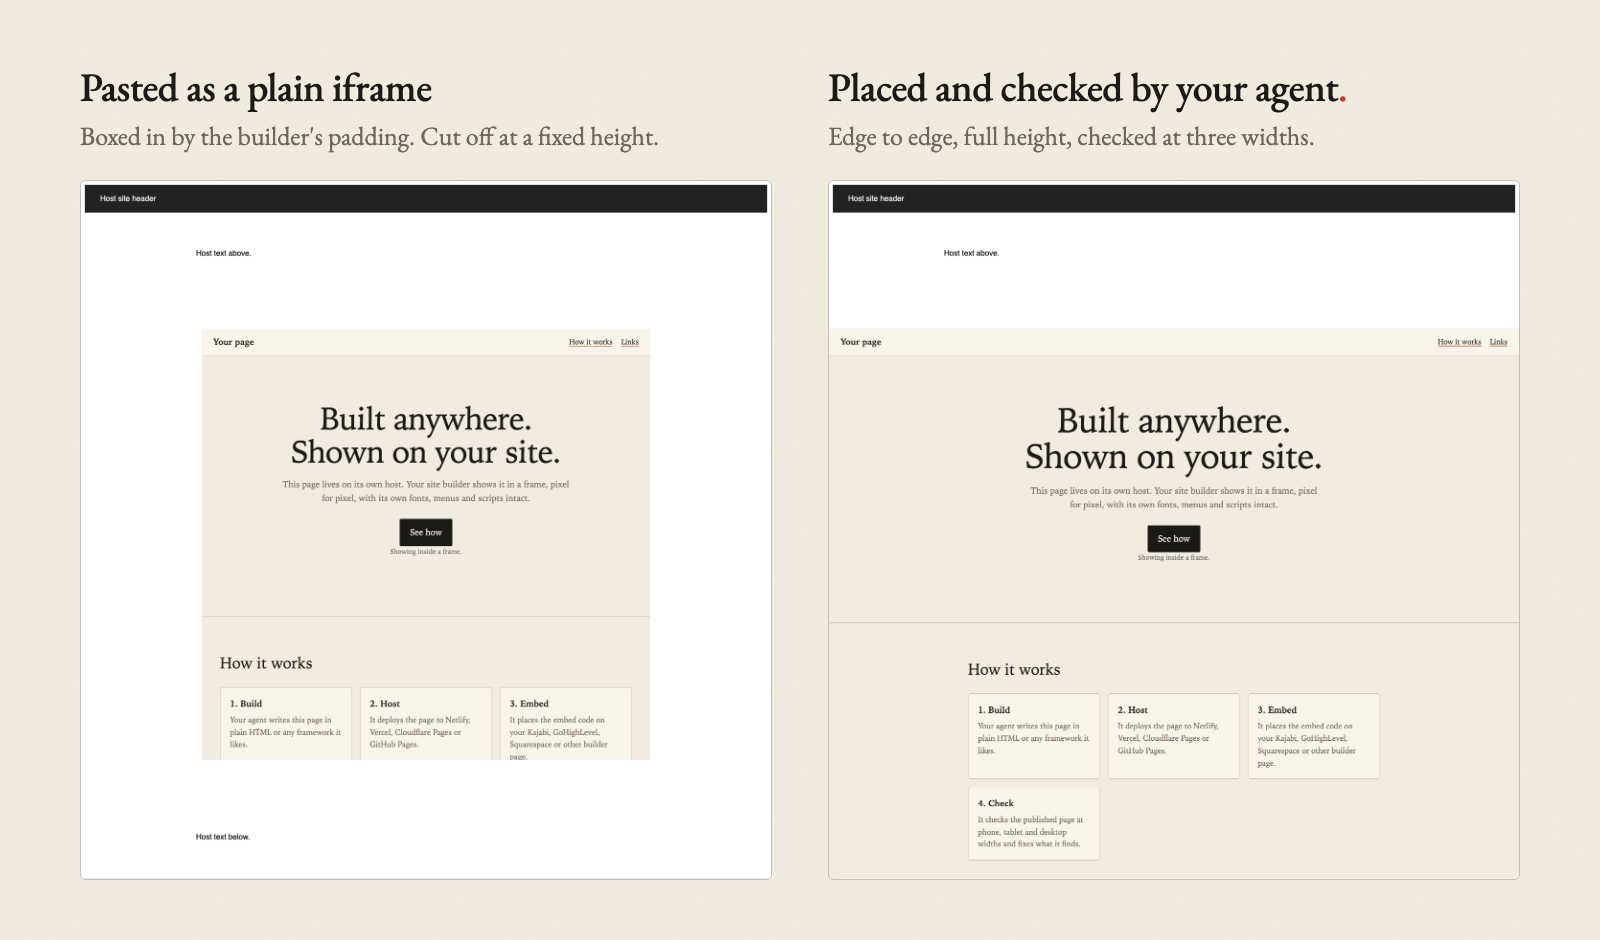 Pasted as a plain iframe
Boxed in by the builder's padding. Cut off at a fixed height.
Host site header
Host text above.
Your page
How it works
Links
Built anywhere.
Shown on your site.
This page lives on its own host. Your site builder shows it in a frame, pixel
for pixel, with its own fonts, menus and scripts intact.
See how
Showing inside a frame.
How it works
1. Build
Your agent writes this page in
plain HTML or any framework it
likes.
2. Host
It deploys the page to Netlify,
Vercel, Cloudflare Pages or
GitHub Pages.
3. Embed
It places the embed code on
your Kajabi, GoHighLevel,
Squarespace or other builder
page.
Host text below.
Placed and checked by your agent.
Edge to edge, full height, checked at three widths.
Host site header
Host text above.
Your page
How it works
Links
Built anywhere.
Shown on your site.
This page lives on its own host. Your site builder shows it in a frame, pixel
for pixel, with its own fonts, menus and scripts intact.
See how
Showing inside a frame.
How it works
1. Build
Your agent writes this page in
plain HTML or any framework it
likes.
2. Host
It deploys the page to Netlify,
Vercel, Cloudflare Pages or
GitHub Pages.
3. Embed
It places the embed code on
your Kajabi, GoHighLevel,
Squarespace or other builder
page.
4. Check
It checks the published page at
phone, tablet and desktop
widths and fixes what it finds.